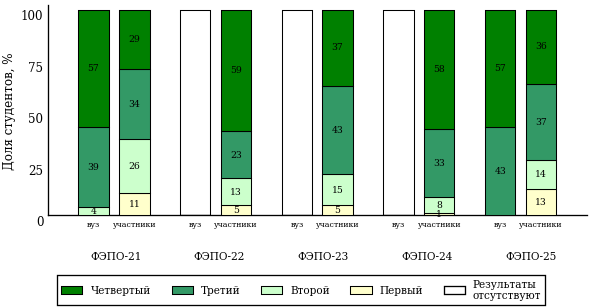 100
75
50
25
0
Доля студентов, %
57 39 4
29 34 26 11
59 23 13 5
37 43 15 5
58 33 8 1
57 43
36 37 14 13
вуз участники вуз участники вуз участники вуз участники вуз участники
ФЭПО-21 ФЭПО-22 ФЭПО-23 ФЭПО-24 ФЭПО-25
Четвертый Третий Второй Первый Результаты
отсутствуют